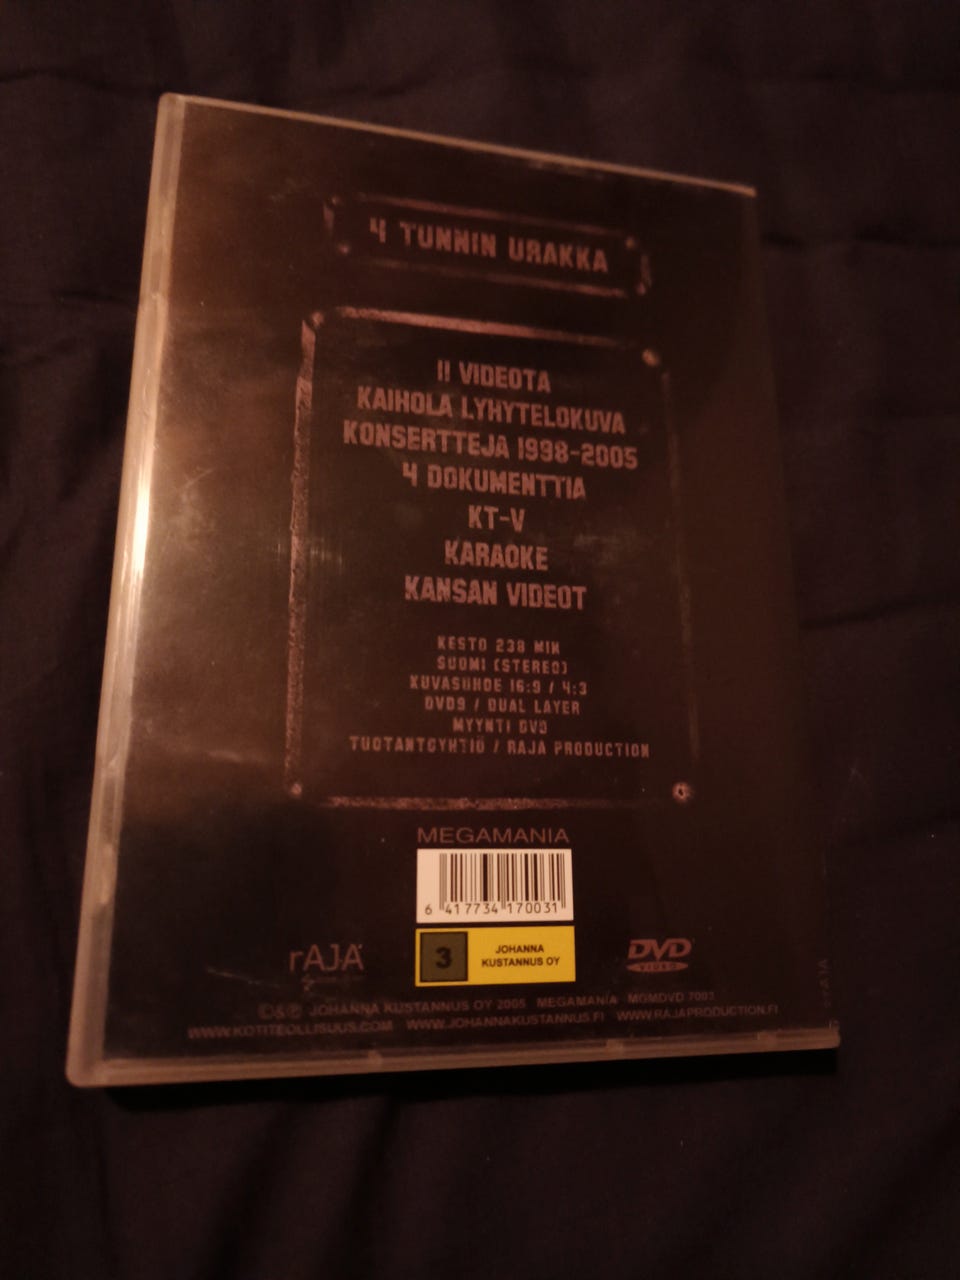 4 TUNNIN URAKKA
11 VIDEOTA
KAIHOLA LYHYTELOKUVA
KONSERTTEJA 1998-2005
4 DOKUMENTTIA
KT-V
KARAOKE
KANSAN VIDEOT
KESTO 238 MIN
SUOMI (STEREO)
KUVASUHDE 16:9 / 4:3
DVD9 / DUAL LAYER
MYYNTI DVD
TUOTANTOYHTIÖ / RAJA PRODUCTION
MEGAMANIA
6 417734 170031
3 JOHANNA KUSTANNUS OY
rAJA
DVD VIDEO
©&℗ JOHANNA KUSTANNUS OY 2005 MEGAMANIA MGMDVD 7003
WWW.KOTITEOLLISUUS.COM WWW.JOHANNAKUSTANNUS.FI WWW.RAJAPRODUCTION.FI